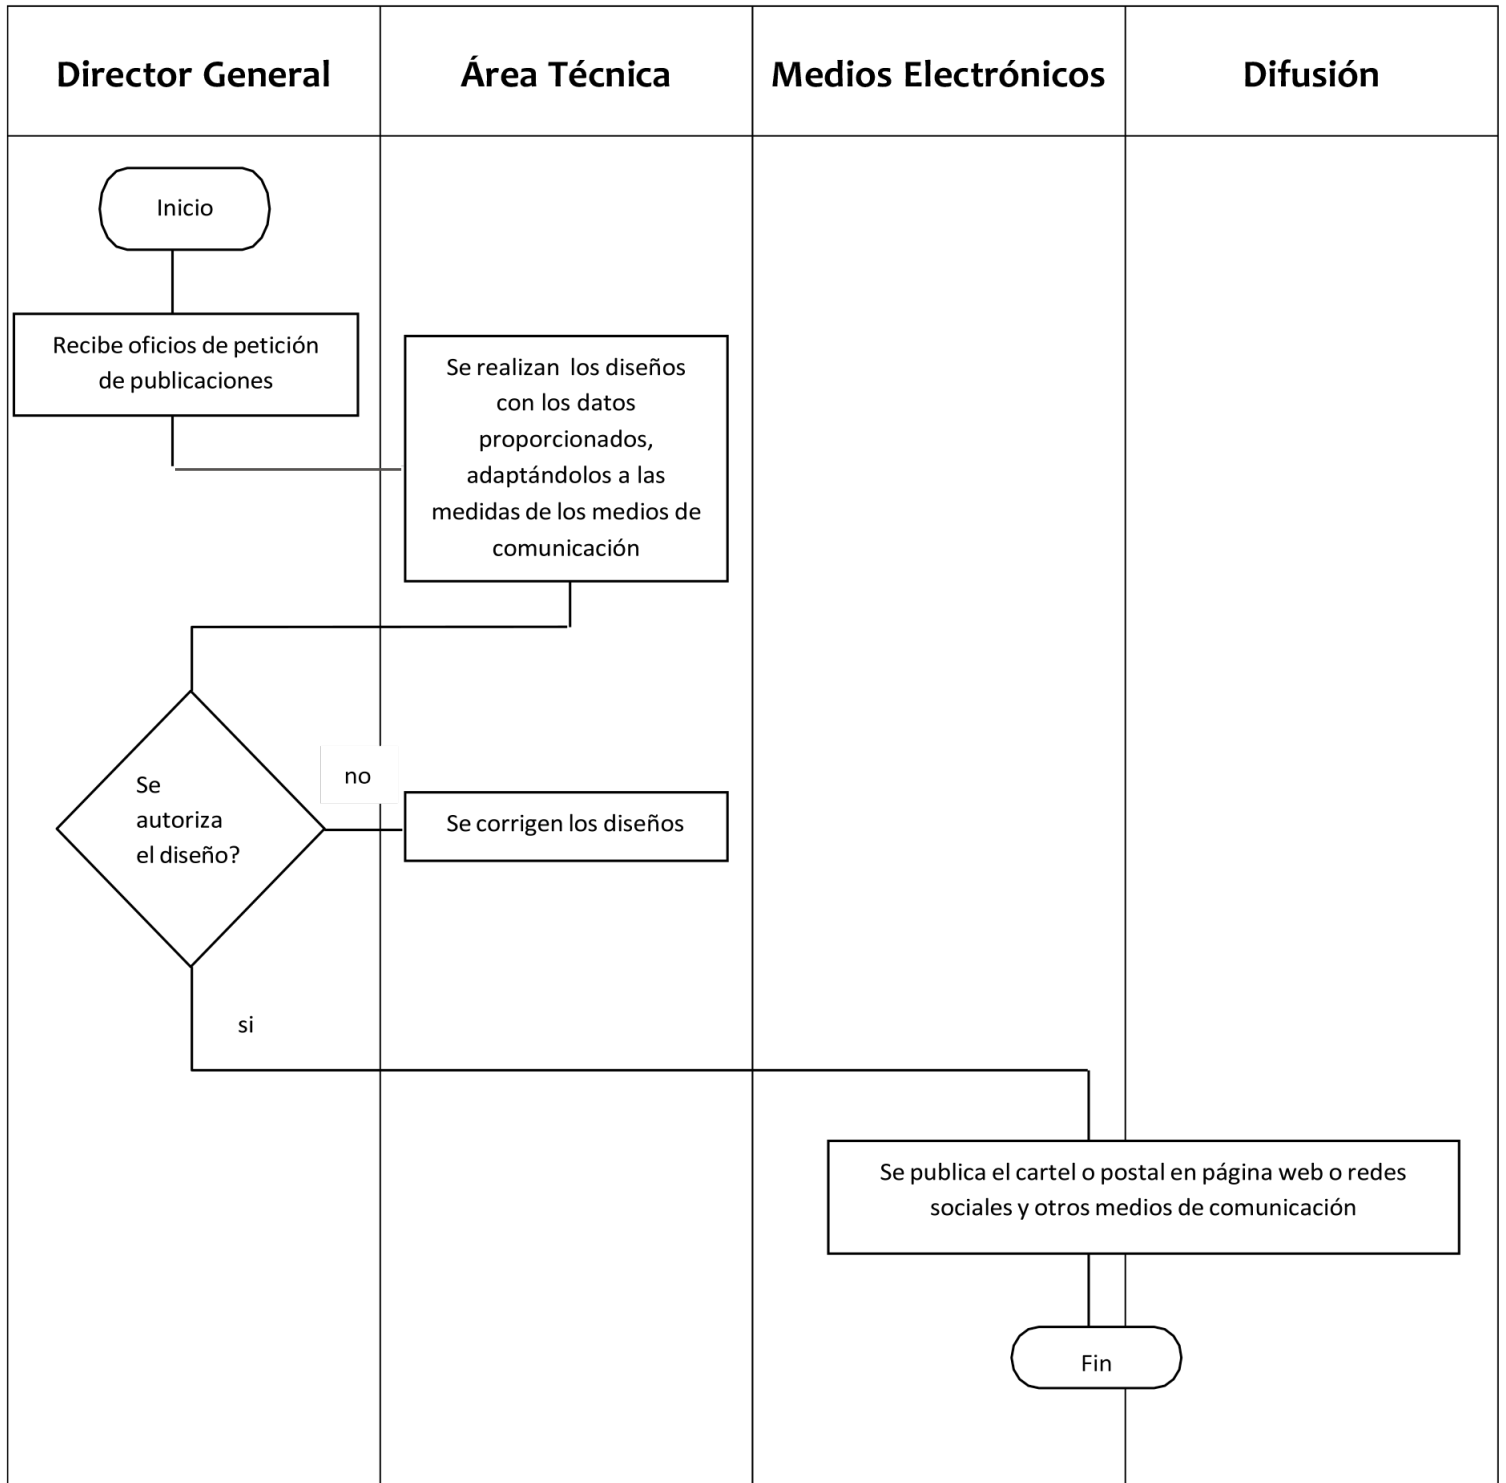 Director General
Área Técnica
Medios Electrónicos
Difusión
Inicio
Recibe oficios de petición
de publicaciones
Se realizan los diseños
con los datos
proporcionados,
adaptándolos a las
medidas de los medios de
comunicación
Se
autoriza
el diseño?
no
Se corrigen los diseños
si
Se publica el cartel o postal en página web o redes
sociales y otros medios de comunicación
Fin